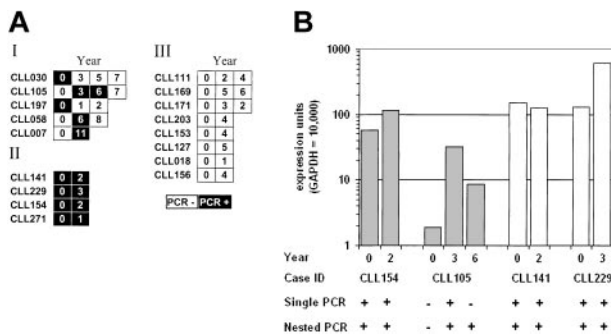 A
I
Year
CLL030 0 3 5 7
CLL105 0 3 6 7
CLL197 0 1 2
CLL058 0 6 8
CLL007 0 11
II
CLL141 0 2
CLL229 0 3
CLL154 0 2
CLL271 0 1
III
Year
CLL111 0 2 4
CLL169 0 5 6
CLL171 0 3 2
CLL203 0 4
CLL153 0 4
CLL127 0 5
CLL018 0 1
CLL156 0 4
PCR - PCR +
B
expression units
(GAPDH = 10,000)
1000
100
10
1
Year 0 2 0 3 6 0 2 0 3
Case ID CLL154 CLL105 CLL141 CLL229
Single PCR + + - + - + + + +
Nested PCR + + - + + + + + +